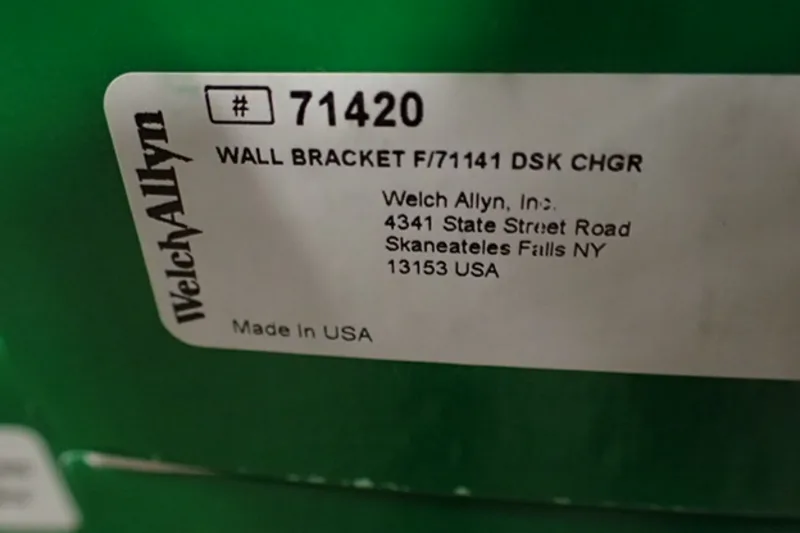 WelchAllyn
# 71420
WALL BRACKET F/71141 DSK CHGR
Welch Allyn, Inc.
4341 State Street Road
Skaneateles Falls NY
13153 USA
Made in USA